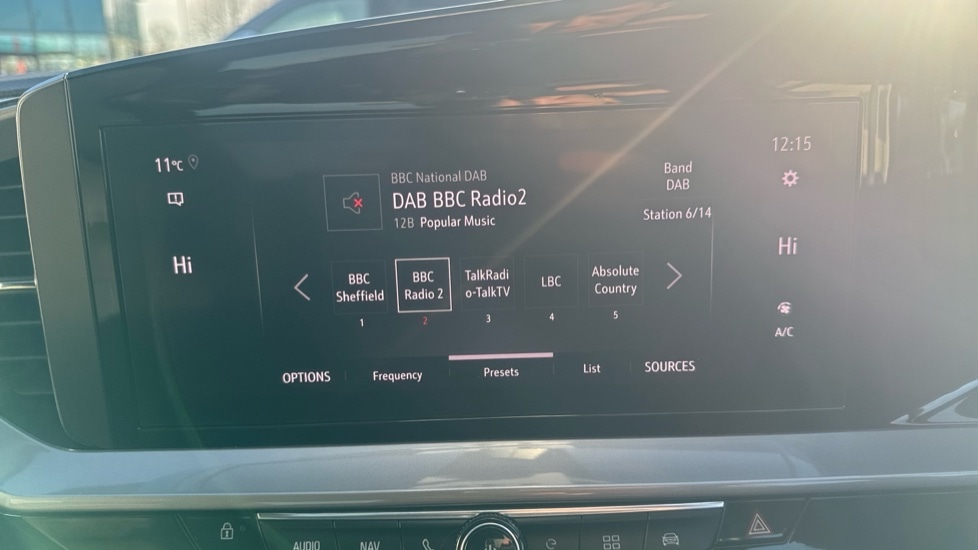 11°C
12:15
BBC National DAB
DAB BBC Radio2
12B Popular Music
Band
DAB
Station 6/14
Hi
Hi
BBC
Sheffield
1
BBC
Radio 2
2
TalkRadi
o-TalkTV
3
LBC
4
Absolute
Country
5
A/C
OPTIONS
Frequency
Presets
List
SOURCES
AUDIO
NAV